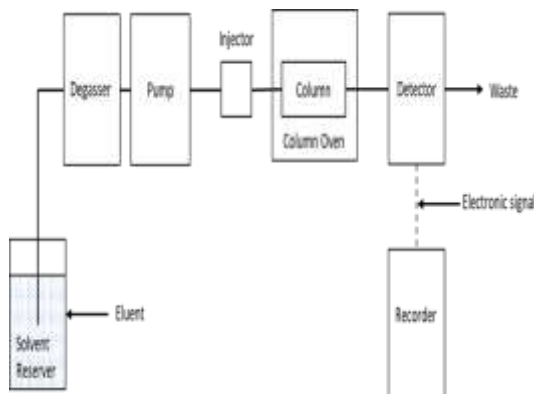 Injector
Degasser
Pump
Column
Column Oven
Detector
Waste
Electronic signal
Eluent
Solvent
Reserver
Recorder